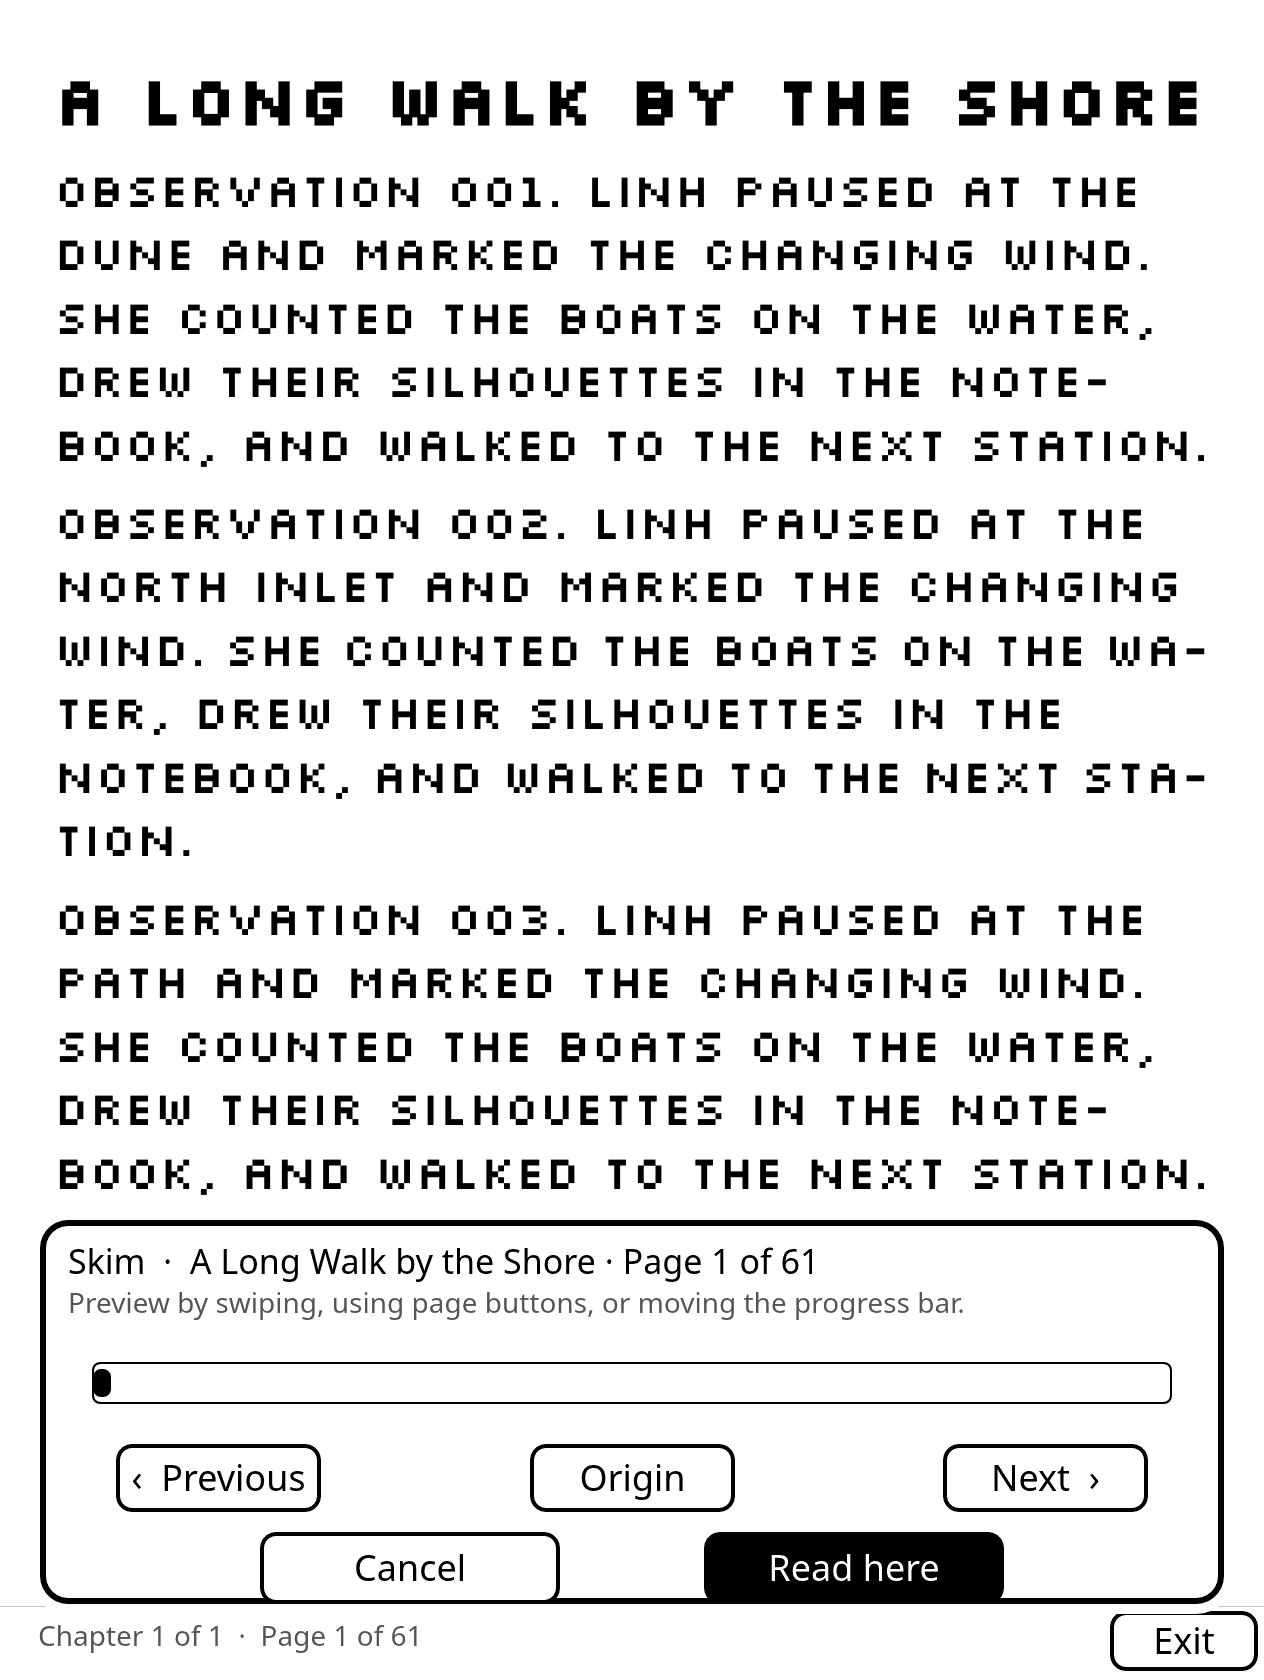 A LONG WALK BY THE SHORE
OBSERVATION 001. LINH PAUSED AT THE
DUNE AND MARKED THE CHANGING WIND.
SHE COUNTED THE BOATS ON THE WATER,
DREW THEIR SILHOUETTES IN THE NOTE-
BOOK, AND WALKED TO THE NEXT STATION.
OBSERVATION 002. LINH PAUSED AT THE
NORTH INLET AND MARKED THE CHANGING
WIND. SHE COUNTED THE BOATS ON THE WA-
TER, DREW THEIR SILHOUETTES IN THE
NOTEBOOK, AND WALKED TO THE NEXT STA-
TION.
OBSERVATION 003. LINH PAUSED AT THE
PATH AND MARKED THE CHANGING WIND.
SHE COUNTED THE BOATS ON THE WATER,
DREW THEIR SILHOUETTES IN THE NOTE-
BOOK, AND WALKED TO THE NEXT STATION.
Skim · A Long Walk by the Shore · Page 1 of 61
Preview by swiping, using page buttons, or moving the progress bar.
‹ Previous Origin Next ›
Cancel Read here
Chapter 1 of 1 · Page 1 of 61 Exit